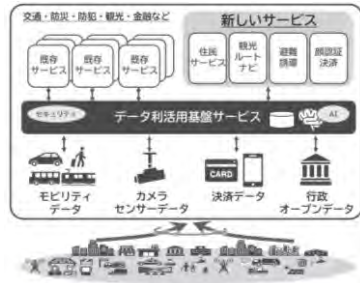 交通・防災・防犯・観光・金融など
既存
サービス
既存
サービス
既存
サービス
新しいサービス
住民
サービス
観光
ルート
ナビ
避難
誘導
顔認証
決済
セキュリティ
データ利活用基盤サービス
AI
モビリティ
データ
カメラ
センサーデータ
CARD
決済データ
行政
オープンデータ